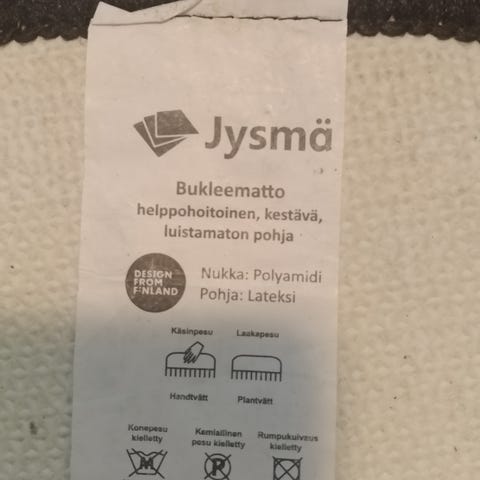 Jysmä
Bukleematto
helppohoitoinen, kestävä,
luistamaton pohja
DESIGN
FROM
FINLAND
Nukka: Polyamidi
Pohja: Lateksi
Käsinpesu Laakapesu
Handtvätt Plantvätt
Konepesu Kemiallinen Rumpukuivaus
kielletty pesu kielletty kielletty
M P